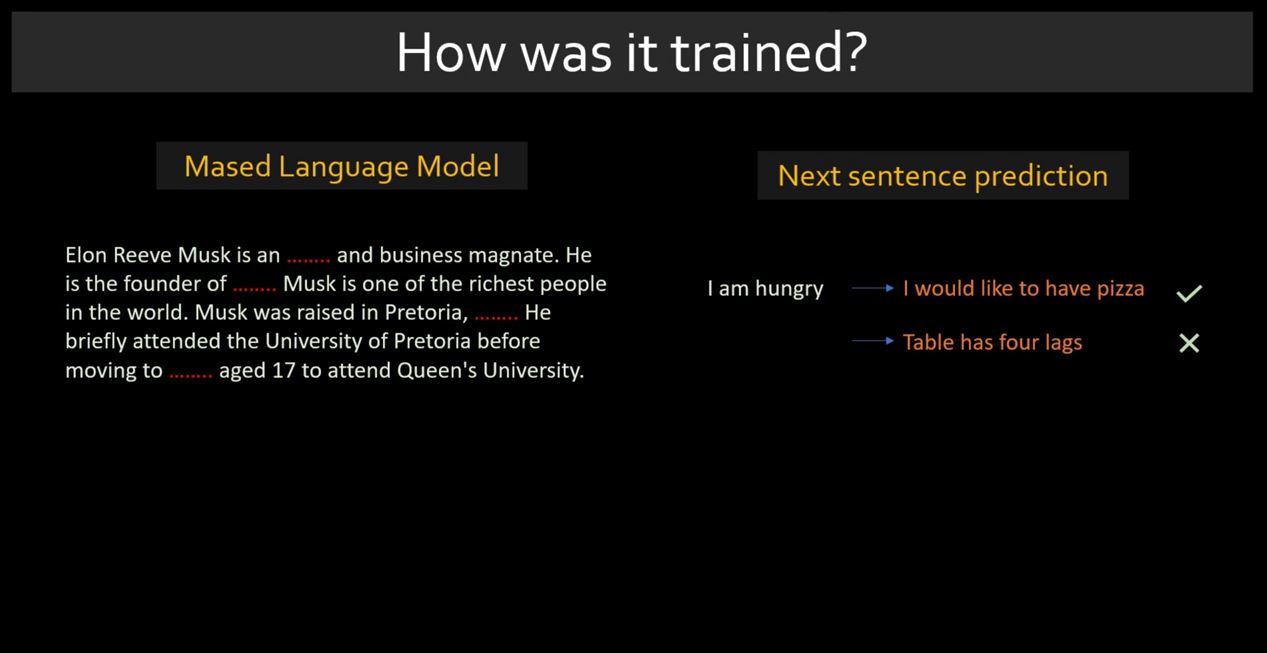 How was it trained?
Mased Language Model
Elon Reeve Musk is an ........ and business magnate. He
is the founder of ........ Musk is one of the richest people
in the world. Musk was raised in Pretoria, ........ He
briefly attended the University of Pretoria before
moving to ........ aged 17 to attend Queen's University.
Next sentence prediction
I am hungry
I would like to have pizza
Table has four lags